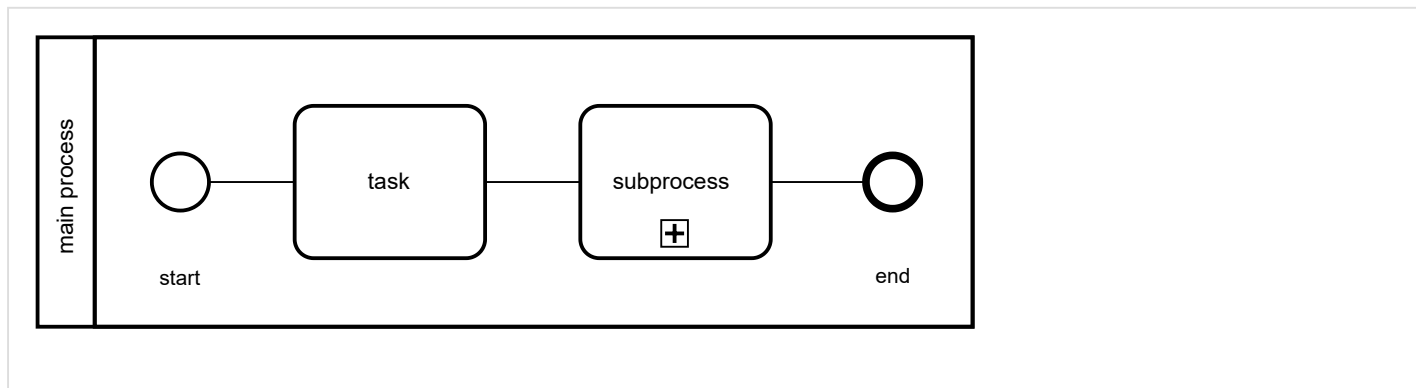 main process
task
subprocess
start
end